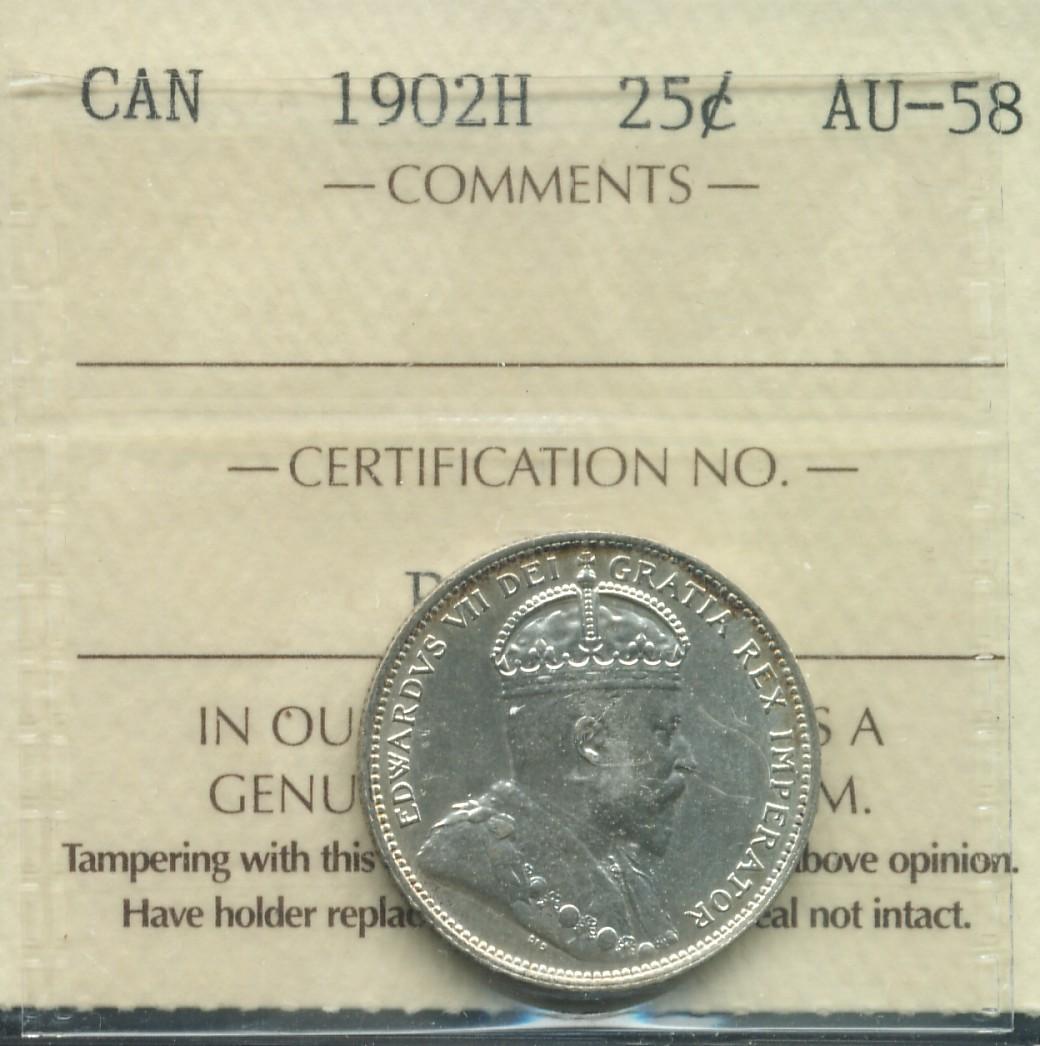 CAN 1902H 25¢ AU-58
— COMMENTS —
— CERTIFICATION NO. —
EDWARDVS VII DEI GRATIA REX IMPERATOR
IN OU S A
GENU M.
Tampering with this bove opinion.
Have holder replac eal not intact.